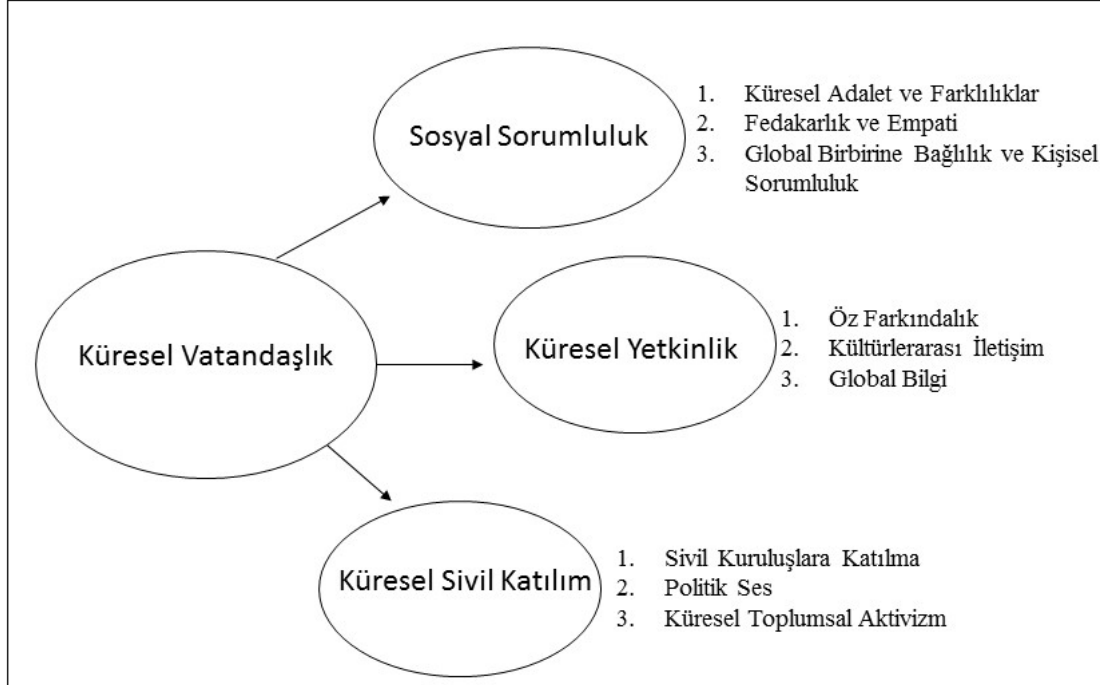 Sosyal Sorumluluk
1. Küresel Adalet ve Farklılıklar
2. Fedakarlık ve Empati
3. Global Birbirine Bağlılık ve Kişisel
Sorumluluk
Küresel Vatandaşlık
Küresel Yetkinlik
1. Öz Farkındalık
2. Kültürlerarası İletişim
3. Global Bilgi
Küresel Sivil Katılım
1. Sivil Kuruluşlara Katılma
2. Politik Ses
3. Küresel Toplumsal Aktivizm